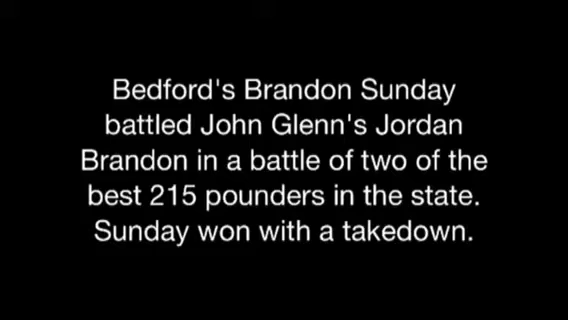 Bedford's Brandon Sunday
battled John Glenn's Jordan
Brandon in a battle of two of the
best 215 pounders in the state.
Sunday won with a takedown.